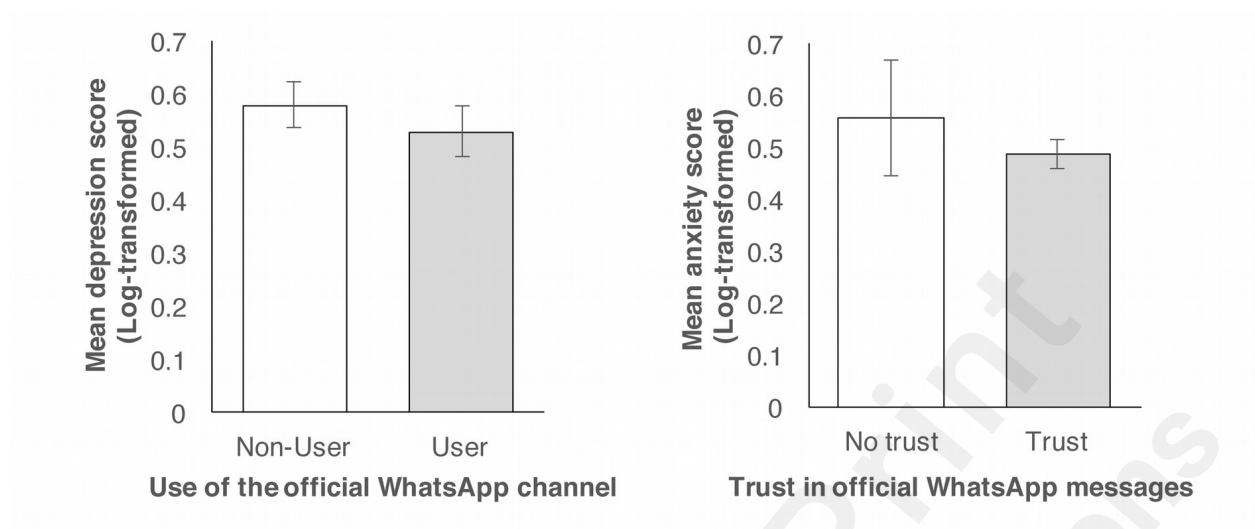 Mean depression score
(Log-transformed)
0.7
0.6
0.5
0.4
0.3
0.2
0.1
0
Non-User User
Use of the official WhatsApp channel
Mean anxiety score
(Log-transformed)
0.7
0.6
0.5
0.4
0.3
0.2
0.1
0
No trust Trust
Trust in official WhatsApp messages
Print